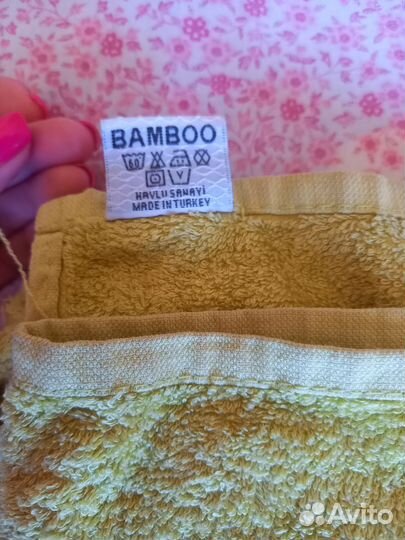 BAMBOO
60
HAVLU SANAYİ
MADE IN TURKEY
Avito